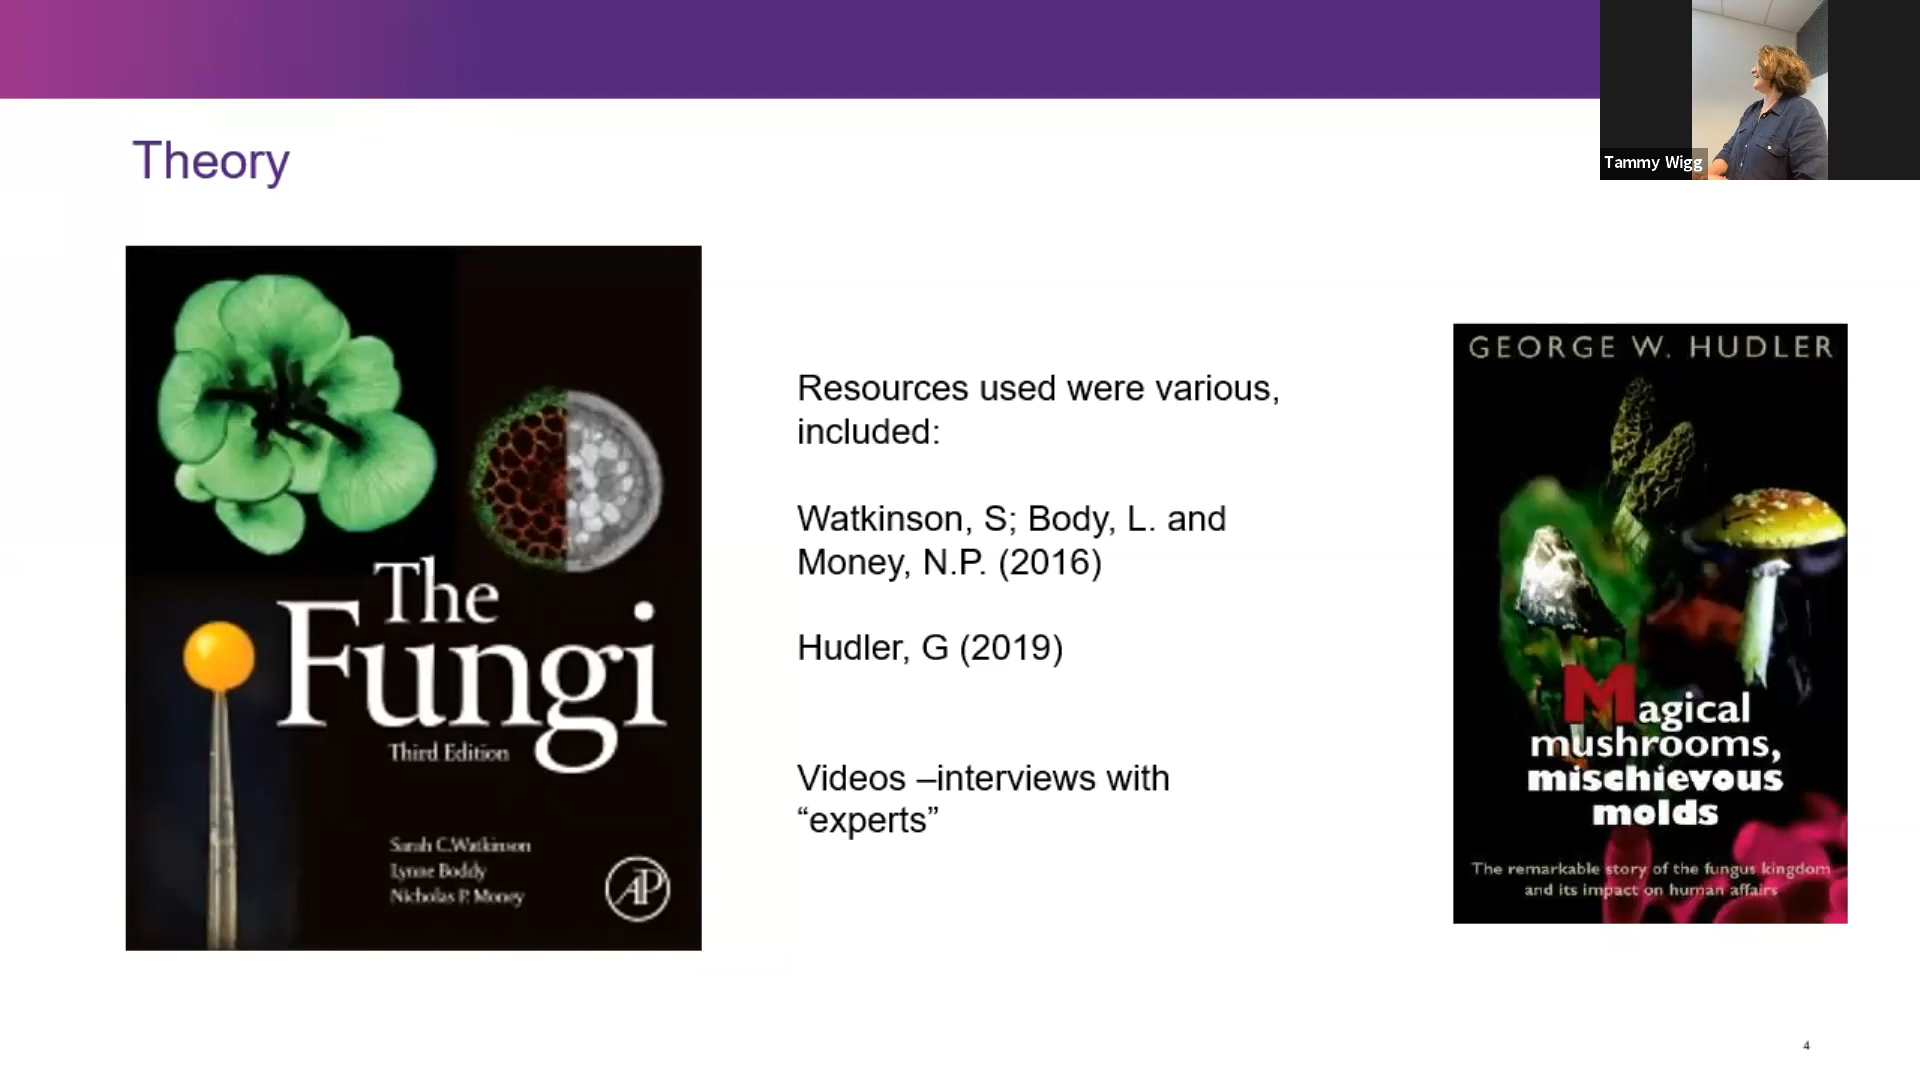 Tammy Wigg
Theory
The
Fungi
Third Edition
Sarah C.Watkinson
Lynne Boddy
Nicholas P. Money
AP
Resources used were various,
included:
Watkinson, S; Body, L. and
Money, N.P. (2016)
Hudler, G (2019)
Videos –interviews with
“experts”
GEORGE W. HUDLER
Magical
mushrooms,
mischievous
molds
The remarkable story of the fungus kingdom
and its impact on human affairs
4